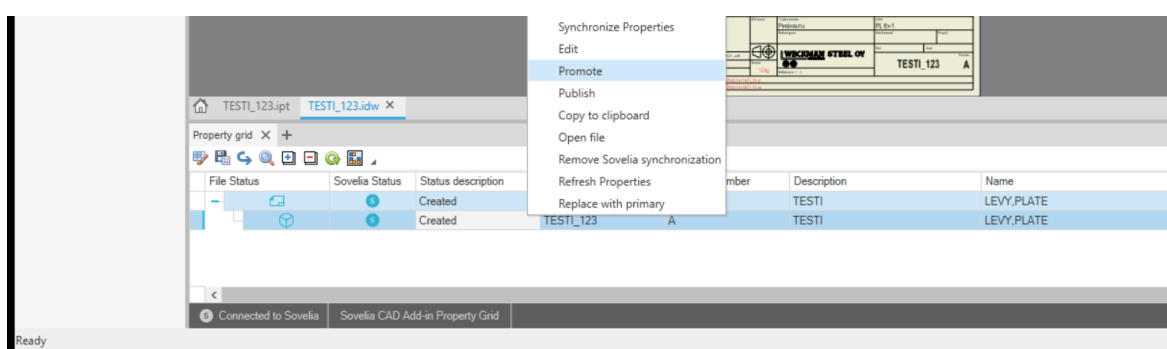 Synchronize Properties
Edit
Promote
Publish
Copy to clipboard
Open file
Remove Sovelia synchronization
Refresh Properties
Replace with primary
WECKMAN STEEL OY
TESTI_123 A
TESTI_123.ipt TESTI_123.idw
Property grid
File Status Sovelia Status Status description mber Description Name
Created TESTI LEVY,PLATE
Created TESTI_123 A TESTI LEVY,PLATE
Connected to Sovelia Sovelia CAD Add-in Property Grid
Ready